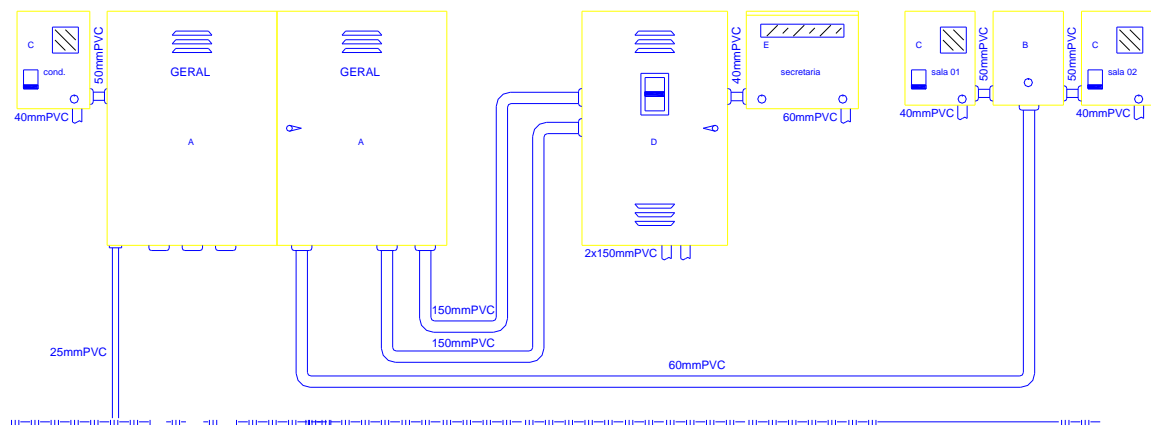 C
cond.
50mmPVC
40mmPVC
GERAL
A
GERAL
A
D
40mmPVC
E
secretaria
60mmPVC
C
sala 01
50mmPVC
40mmPVC
B
50mmPVC
C
sala 02
40mmPVC
2x150mmPVC
150mmPVC
150mmPVC
25mmPVC
60mmPVC